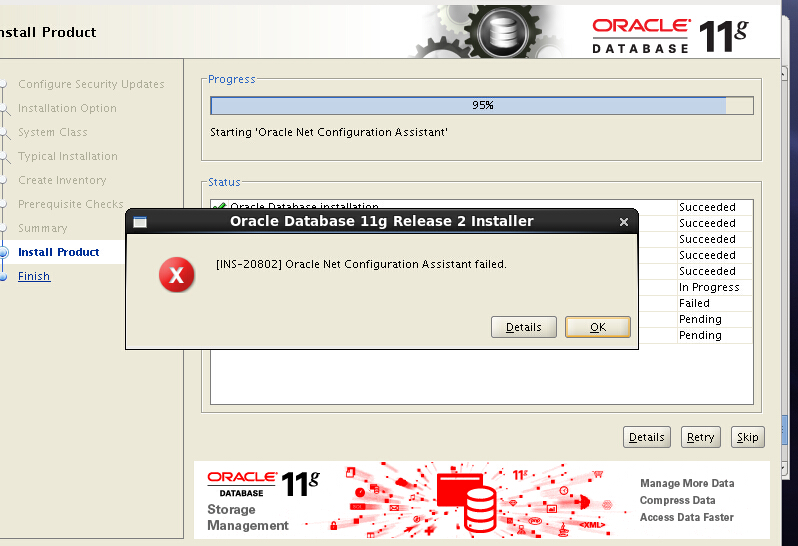 nstall Product
ORACLE
DATABASE 11g
Configure Security Updates
Installation Option
System Class
Typical Installation
Create Inventory
Prerequisite Checks
Summary
Install Product
Finish
Progress
95%
Starting 'Oracle Net Configuration Assistant'
Status
Oracle Database installation Succeeded
Succeeded
Succeeded
Succeeded
Succeeded
In Progress
Failed
Pending
Pending
Oracle Database 11g Release 2 Installer
[INS-20802] Oracle Net Configuration Assistant failed.
Details OK
Details Retry Skip
ORACLE
DATABASE 11g
Storage
Management
11g
<XML>
Manage More Data
Compress Data
Access Data Faster